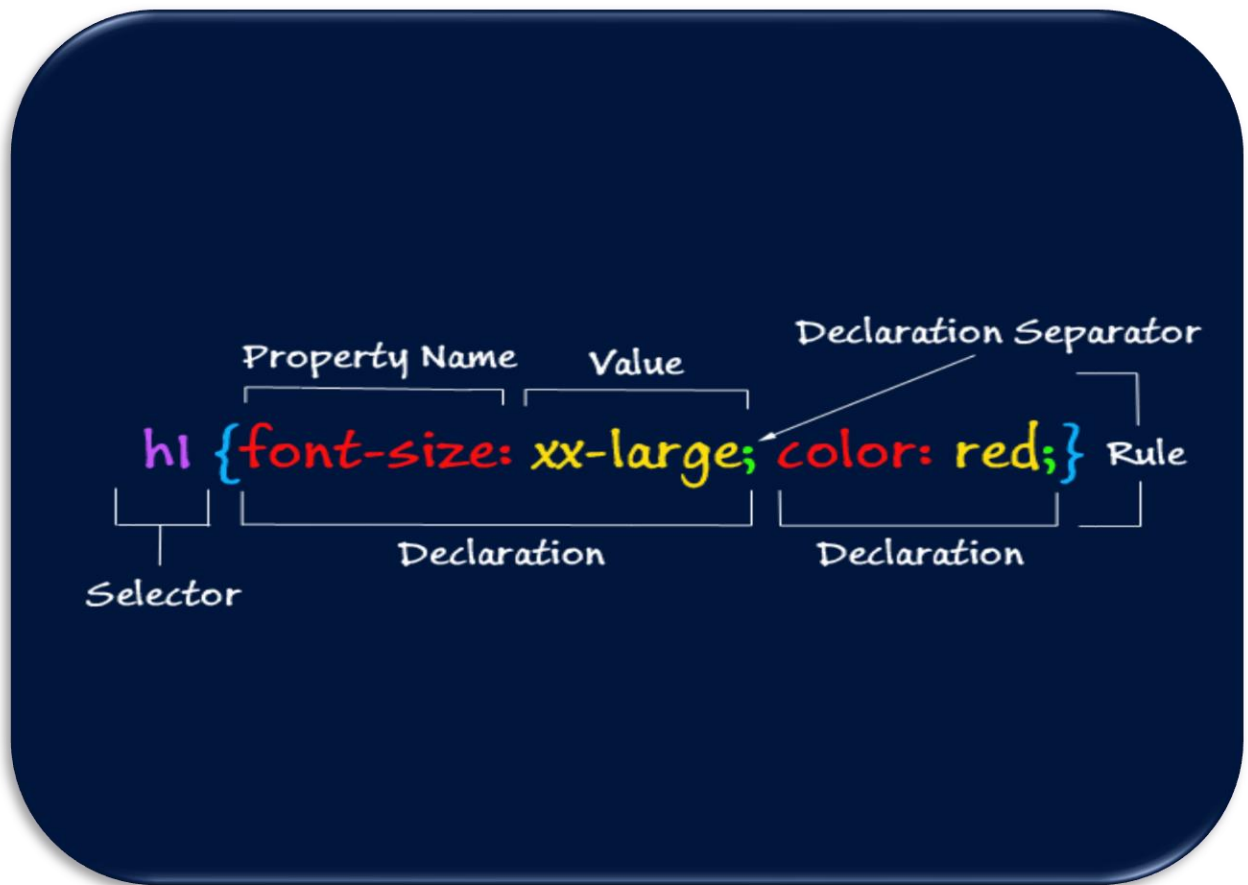 Declaration Separator
Property Name Value
h1 {font-size: xx-large; color: red;} Rule
Declaration Declaration
Selector